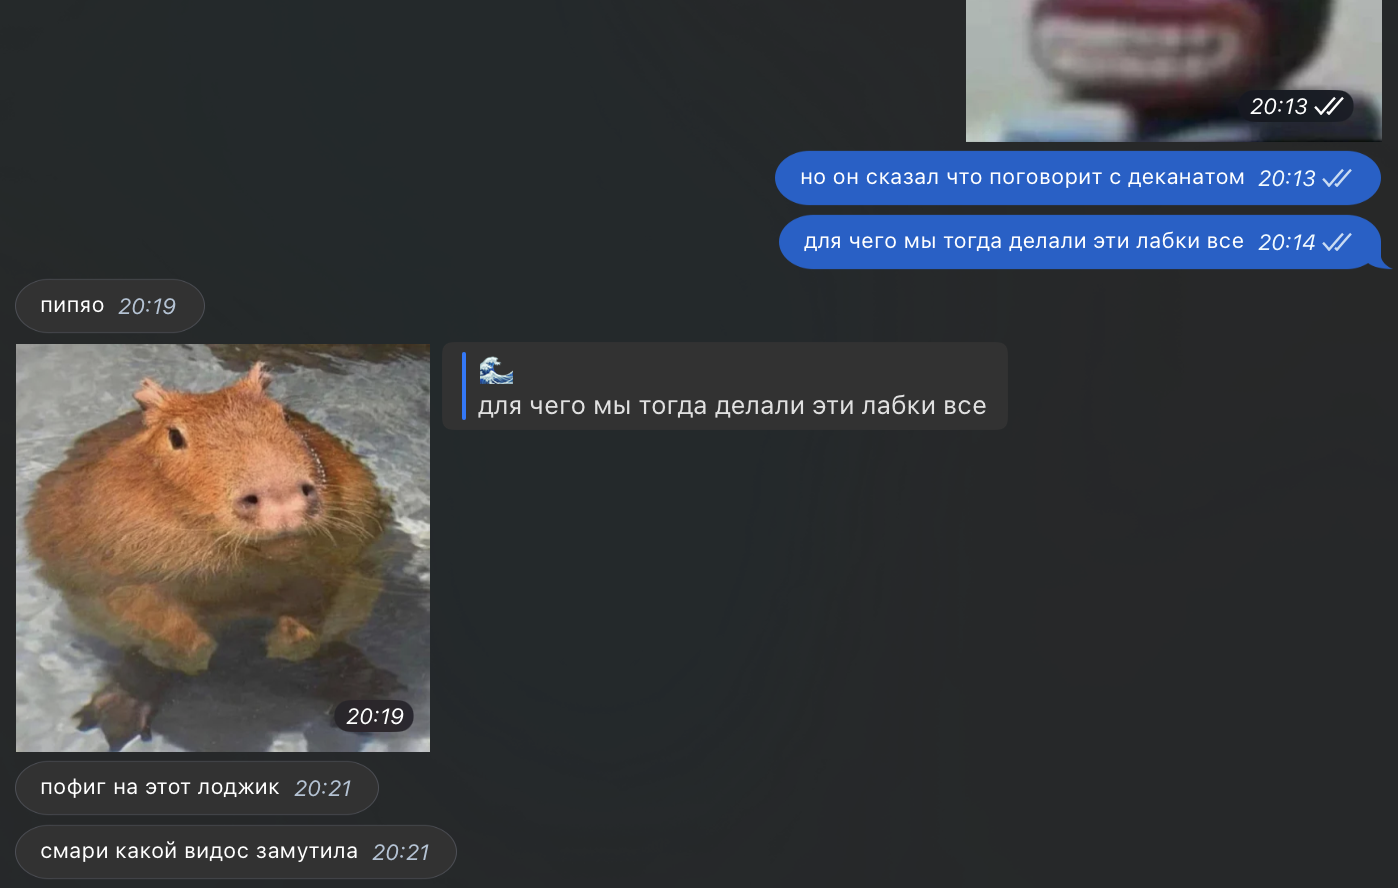 20:13
но он сказал что поговорит с деканатом 20:13
для чего мы тогда делали эти лабки все 20:14
пипяо 20:19
для чего мы тогда делали эти лабки все
20:19
пофиг на этот лоджик 20:21
смари какой видос замутила 20:21